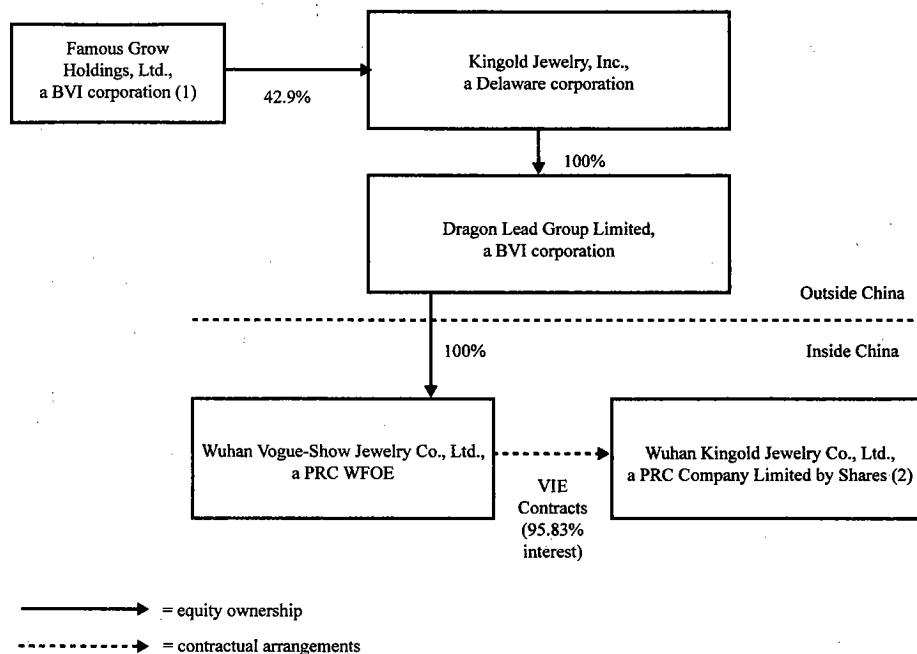 Famous Grow
Holdings, Ltd.,
a BVI corporation (1)
42.9%
Kingold Jewelry, Inc.,
a Delaware corporation
100%
Dragon Lead Group Limited,
a BVI corporation
Outside China
Inside China
100%
Wuhan Vogue-Show Jewelry Co., Ltd.,
a PRC WFOE
VIE
Contracts
(95.83%
interest)
Wuhan Kingold Jewelry Co., Ltd.,
a PRC Company Limited by Shares (2)
= equity ownership
= contractual arrangements